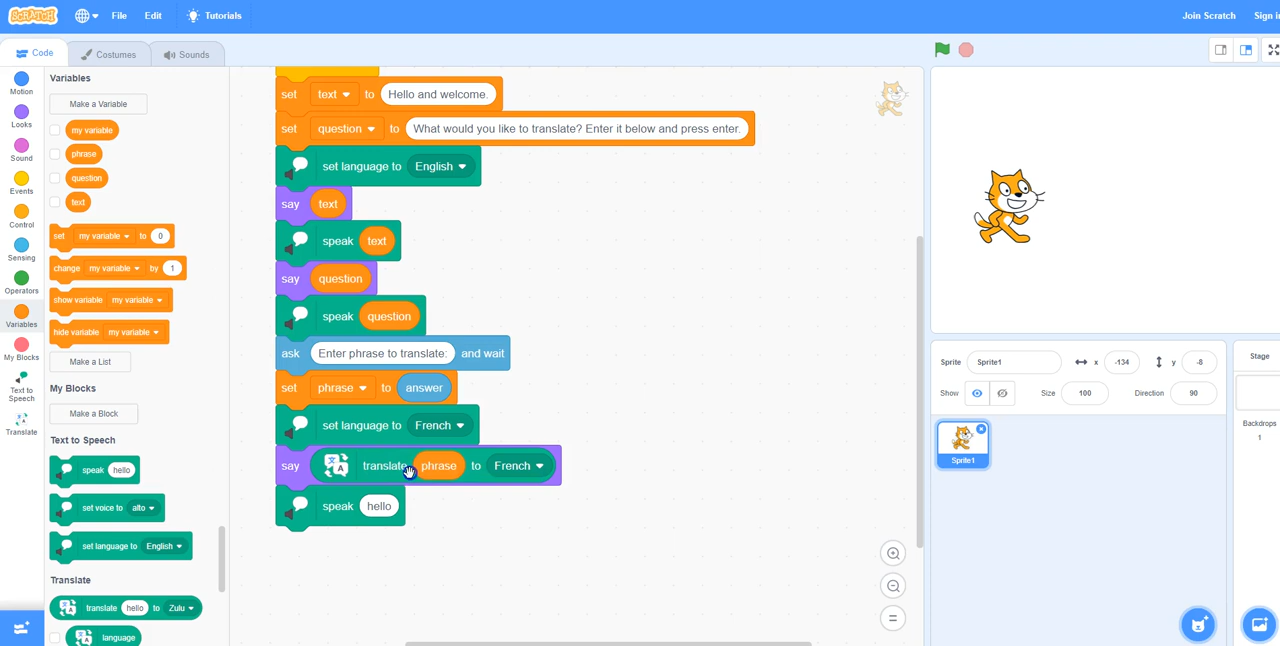 SCRATCH File Edit Tutorials Join Scratch Sign i
Code Costumes Sounds
Motion
Looks
Sound
Events
Control
Sensing
Operators
Variables
My Blocks
Text to
Speech
Translate
Variables
Make a Variable
my variable
phrase
question
text
set my variable to 0
change my variable by 1
show variable my variable
hide variable my variable
Make a List
My Blocks
Make a Block
Text to Speech
speak hello
set voice to alto
set language to English
Translate
translate hello to Zulu
language
set text to Hello and welcome.
set question to What would you like to translate? Enter it below and press enter.
set language to English
say text
speak text
say question
speak question
ask Enter phrase to translate: and wait
set phrase to answer
set language to French
say translate phrase to French
speak hello
Sprite Sprite1 x -134 y -8
Show Size 100 Direction 90
Sprite1
Stage
Backdrops
1